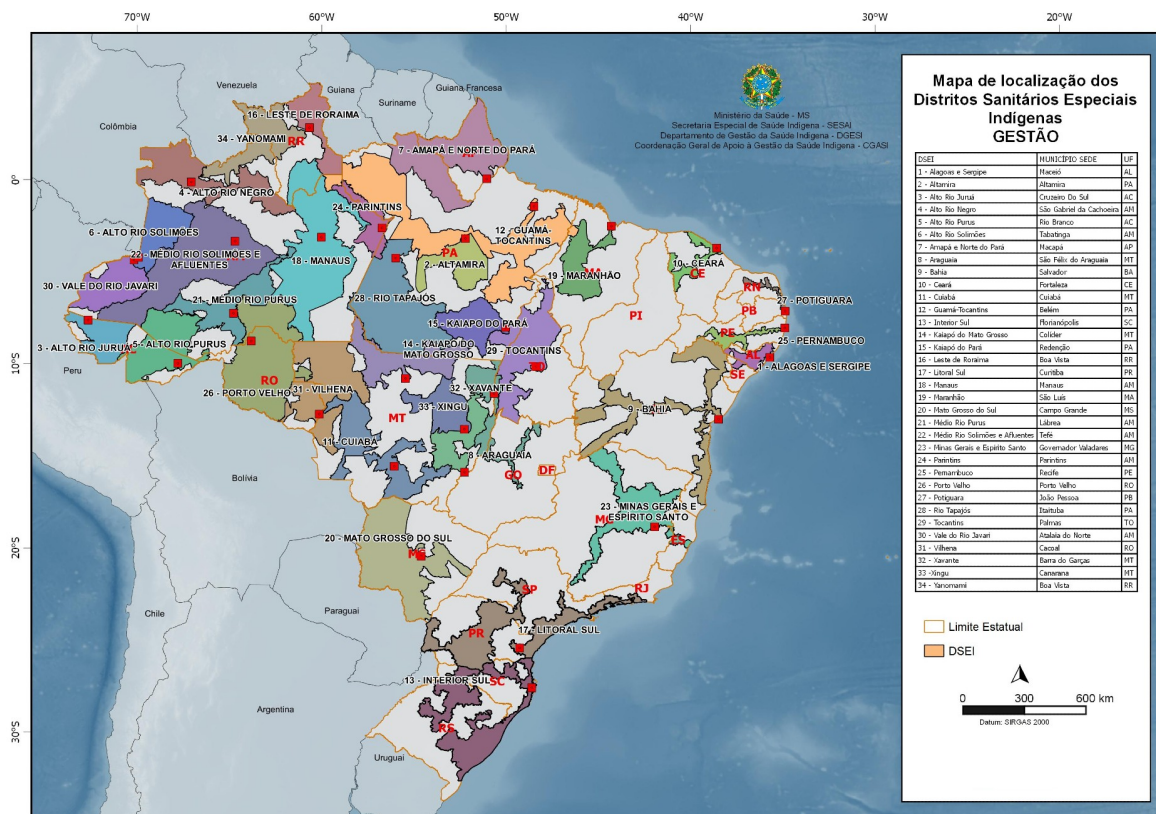 70°W 60°W 50°W 40°W 30°W 20°W 10°W
0°
10°S
20°S
30°S
Venezuela
Guiana
Suriname
Guiana Francesa
Colômbia
Peru
Bolívia
Chile
Paraguai
Argentina
Uruguai
Ministério da Saúde - MS
Secretaria Especial de Saúde Indígena - SESAI
Departamento de Gestão da Saúde Indígena - DGESI
Coordenação Geral de Apoio à Gestão da Saúde Indígena - CGASI
16 - LESTE DE RORAIMA
34 - YANOMAMI
RR
7 - AMAPÁ E NORTE DO PARÁ
4 - ALTO RIO NEGRO
24 - PARINTINS
6 - ALTO RIO SOLIMÕES
22 - MÉDIO RIO SOLIMÕES E
AFLUENTES
18 - MANAUS
12 - GUAMÁ-
TOCANTINS
PA
2 - ALTAMIRA
19 - MARANHÃO
MA
10 - CEARÁ
CE
30 - VALE DO RIO JAVARI
21 - MÉDIO RIO PURUS
28 - RIO TAPAJÓS
RN
27 - POTIGUARA
PB
PI
15 - KAIAPÓ DO PARÁ
3 - ALTO RIO JURUÁ
5 - ALTO RIO PURUS
14 - KAIAPÓ DO
MATO GROSSO
29 - TOCANTINS
PE
25 - PERNAMBUCO
AL
1 - ALAGOAS E SERGIPE
SE
RO
26 - PORTO VELHO
31 - VILHENA
32 - XAVANTE
33 - XINGU
MT
9 - BAHIA
11 - CUIABÁ
8 - ARAGUAIA
GO
DF
23 - MINAS GERAIS E
ESPÍRITO SANTO
MG
ES
20 - MATO GROSSO DO SUL
MS
SP
RJ
PR
17 - LITORAL SUL
13 - INTERIOR SUL
SC
RS
Mapa de localização dos
Distritos Sanitários Especiais
Indígenas
GESTÃO
DSEI MUNICÍPIO SEDE UF
1 - Alagoas e Sergipe Maceió AL
2 - Altamira Altamira PA
3 - Alto Rio Juruá Cruzeiro Do Sul AC
4 - Alto Rio Negro São Gabriel da Cachoeira AM
5 - Alto Rio Purus Rio Branco AC
6 - Alto Rio Solimões Tabatinga AM
7 - Amapá e Norte do Pará Macapá AP
8 - Araguaia São Félix do Araguaia MT
9 - Bahia Salvador BA
10 - Ceará Fortaleza CE
11 - Cuiabá Cuiabá MT
12 - Guamá-Tocantins Belém PA
13 - Interior Sul Florianópolis SC
14 - Kaiapó do Mato Grosso Colíder MT
15 - Kaiapó do Pará Redenção PA
16 - Leste de Roraima Boa Vista RR
17 - Litoral Sul Curitiba PR
18 - Manaus Manaus AM
19 - Maranhão São Luís MA
20 - Mato Grosso do Sul Campo Grande MS
21 - Médio Rio Purus Lábrea AM
22 - Médio Rio Solimões e Afluentes Tefé AM
23 - Minas Gerais e Espírito Santo Governador Valadares MG
24 - Parintins Parintins AM
25 - Pernambuco Recife PE
26 - Porto Velho Porto Velho RO
27 - Potiguara João Pessoa PB
28 - Rio Tapajós Itaituba PA
29 - Tocantins Palmas TO
30 - Vale do Rio Javari Atalaia do Norte AM
31 - Vilhena Cacoal RO
32 - Xavante Barra do Garças MT
33 -Xingu Canarana MT
34 - Yanomami Boa Vista RR
Limite Estatual
DSEI
0 300 600 km
Datum: SIRGAS 2000